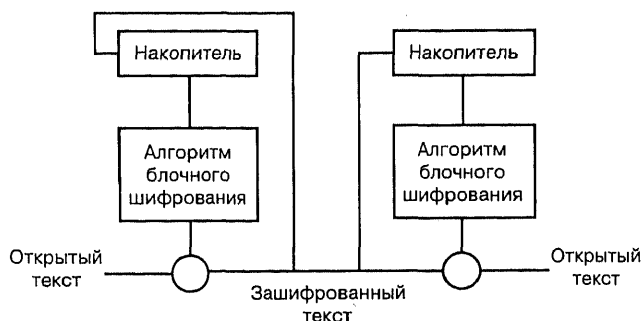 Накопитель
Накопитель
Алгоритм
блочного
шифрования
Алгоритм
блочного
шифрования
Открытый
текст
Зашифрованный
текст
Открытый
текст